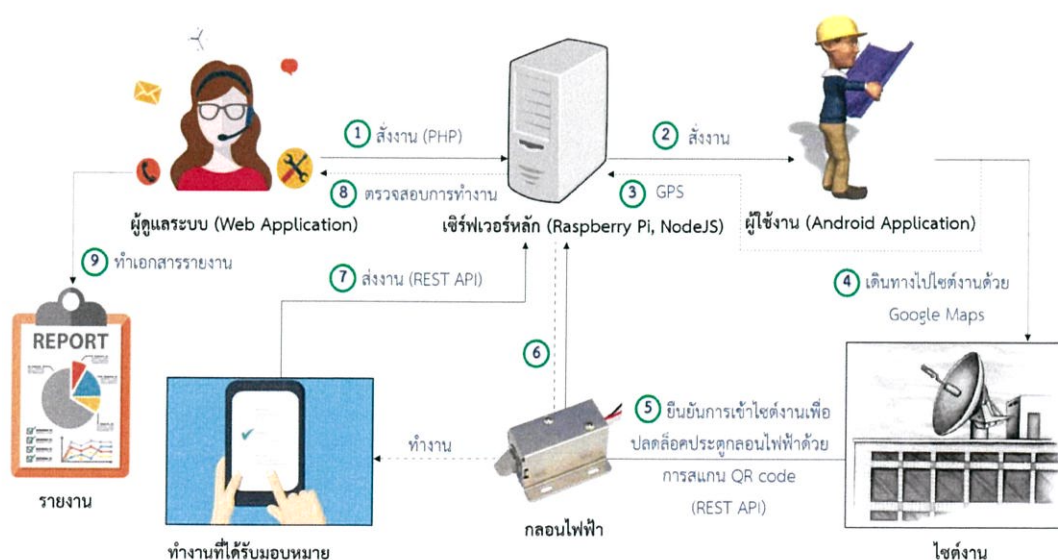 1 สั่งงาน (PHP)
2 สั่งงาน
8 ตรวจสอบการทำงาน
3 GPS
ผู้ดูแลระบบ (Web Application)
เซิร์ฟเวอร์หลัก (Raspberry Pi, NodeJS)
ผู้ใช้งาน (Android Application)
9 ทำเอกสารรายงาน
7 ส่งงาน (REST API)
4 เดินทางไปไซต์งานด้วย
Google Maps
REPORT
6
ทำงาน
5 ยืนยันการเข้าไซต์งานเพื่อ
ปลดล็อคประตูกลอนไฟฟ้าด้วย
การสแกน QR code
(REST API)
รายงาน
ทำงานที่ได้รับมอบหมาย
กลอนไฟฟ้า
ไซต์งาน